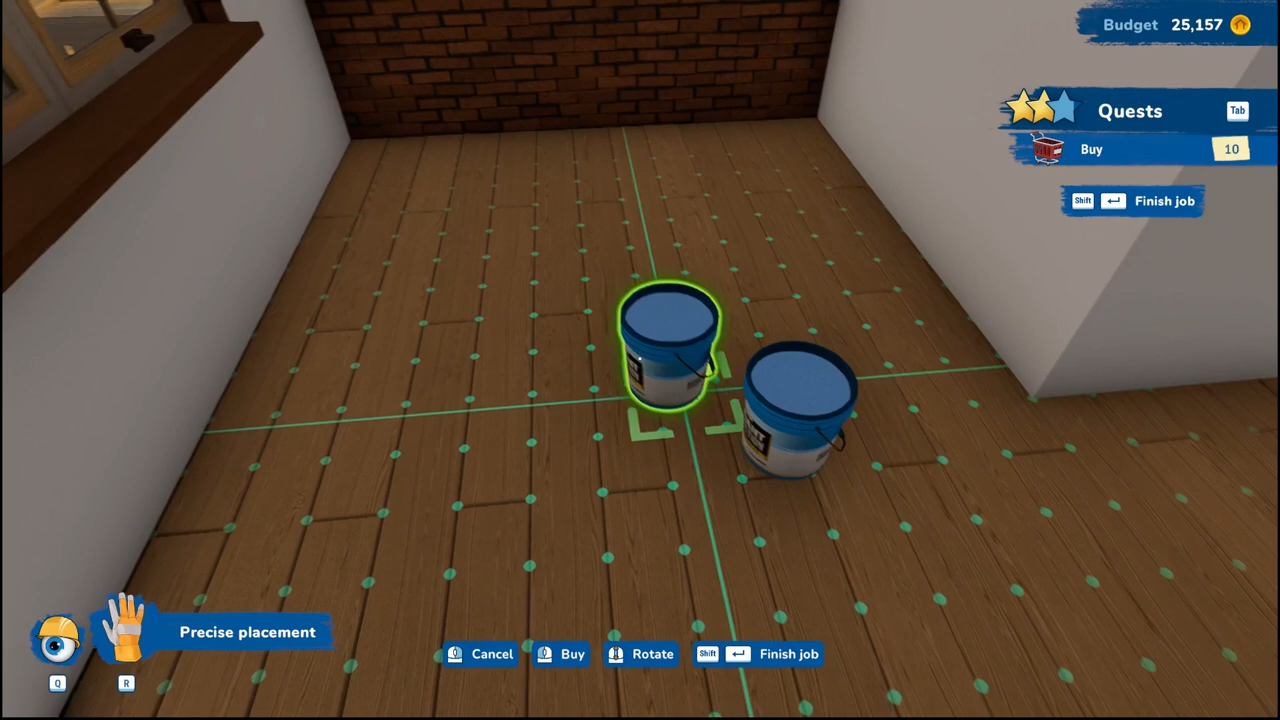 Budget 25,157
Quests Tab
Buy 10
Shift Finish job
Precise placement
Cancel Buy Rotate Shift Finish job
Q R